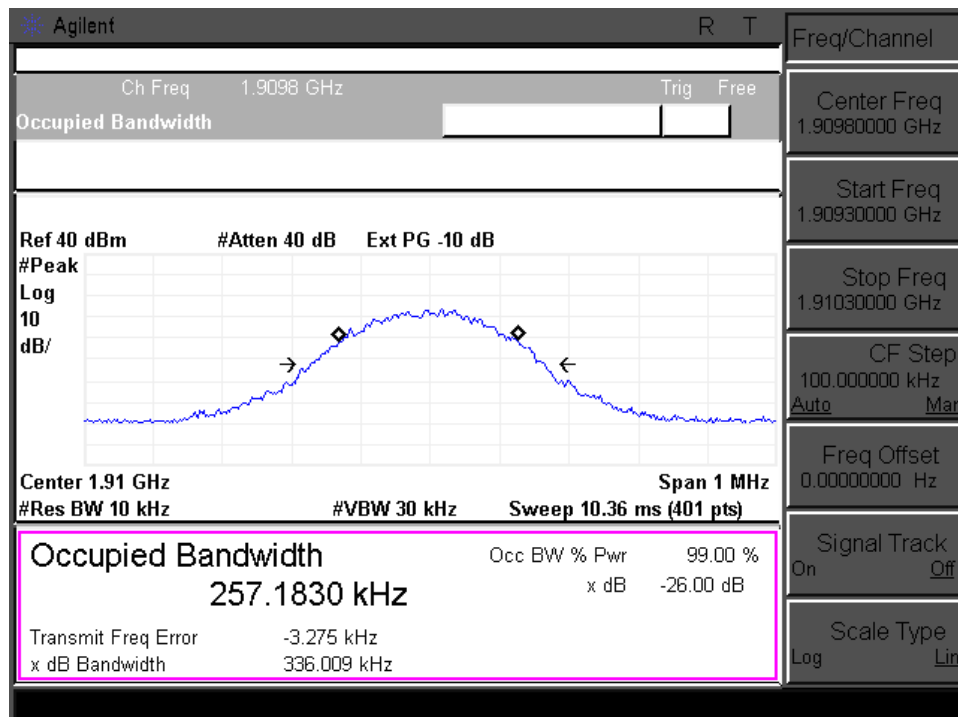 Agilent R T
Ch Freq 1.9098 GHz Trig Free
Occupied Bandwidth
Ref 40 dBm #Atten 40 dB Ext PG -10 dB
#Peak
Log
10
dB/
Center 1.91 GHz Span 1 MHz
#Res BW 10 kHz #VBW 30 kHz Sweep 10.36 ms (401 pts)
Occupied Bandwidth Occ BW % Pwr 99.00 %
257.1830 kHz x dB -26.00 dB
Transmit Freq Error -3.275 kHz
x dB Bandwidth 336.009 kHz
Freq/Channel
Center Freq
1.90980000 GHz
Start Freq
1.90930000 GHz
Stop Freq
1.91030000 GHz
CF Step
100.000000 kHz
Auto Mar
Freq Offset
0.00000000 Hz
Signal Track
On Off
Scale Type
Log Lin